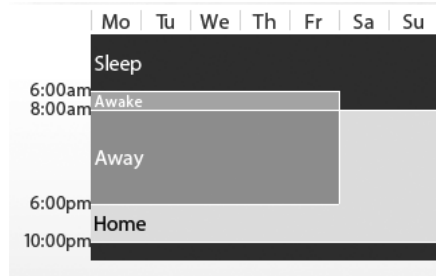 Mo Tu We Th Fr Sa Su
Sleep
6:00am
Awake
8:00am
Away
6:00pm
Home
10:00pm